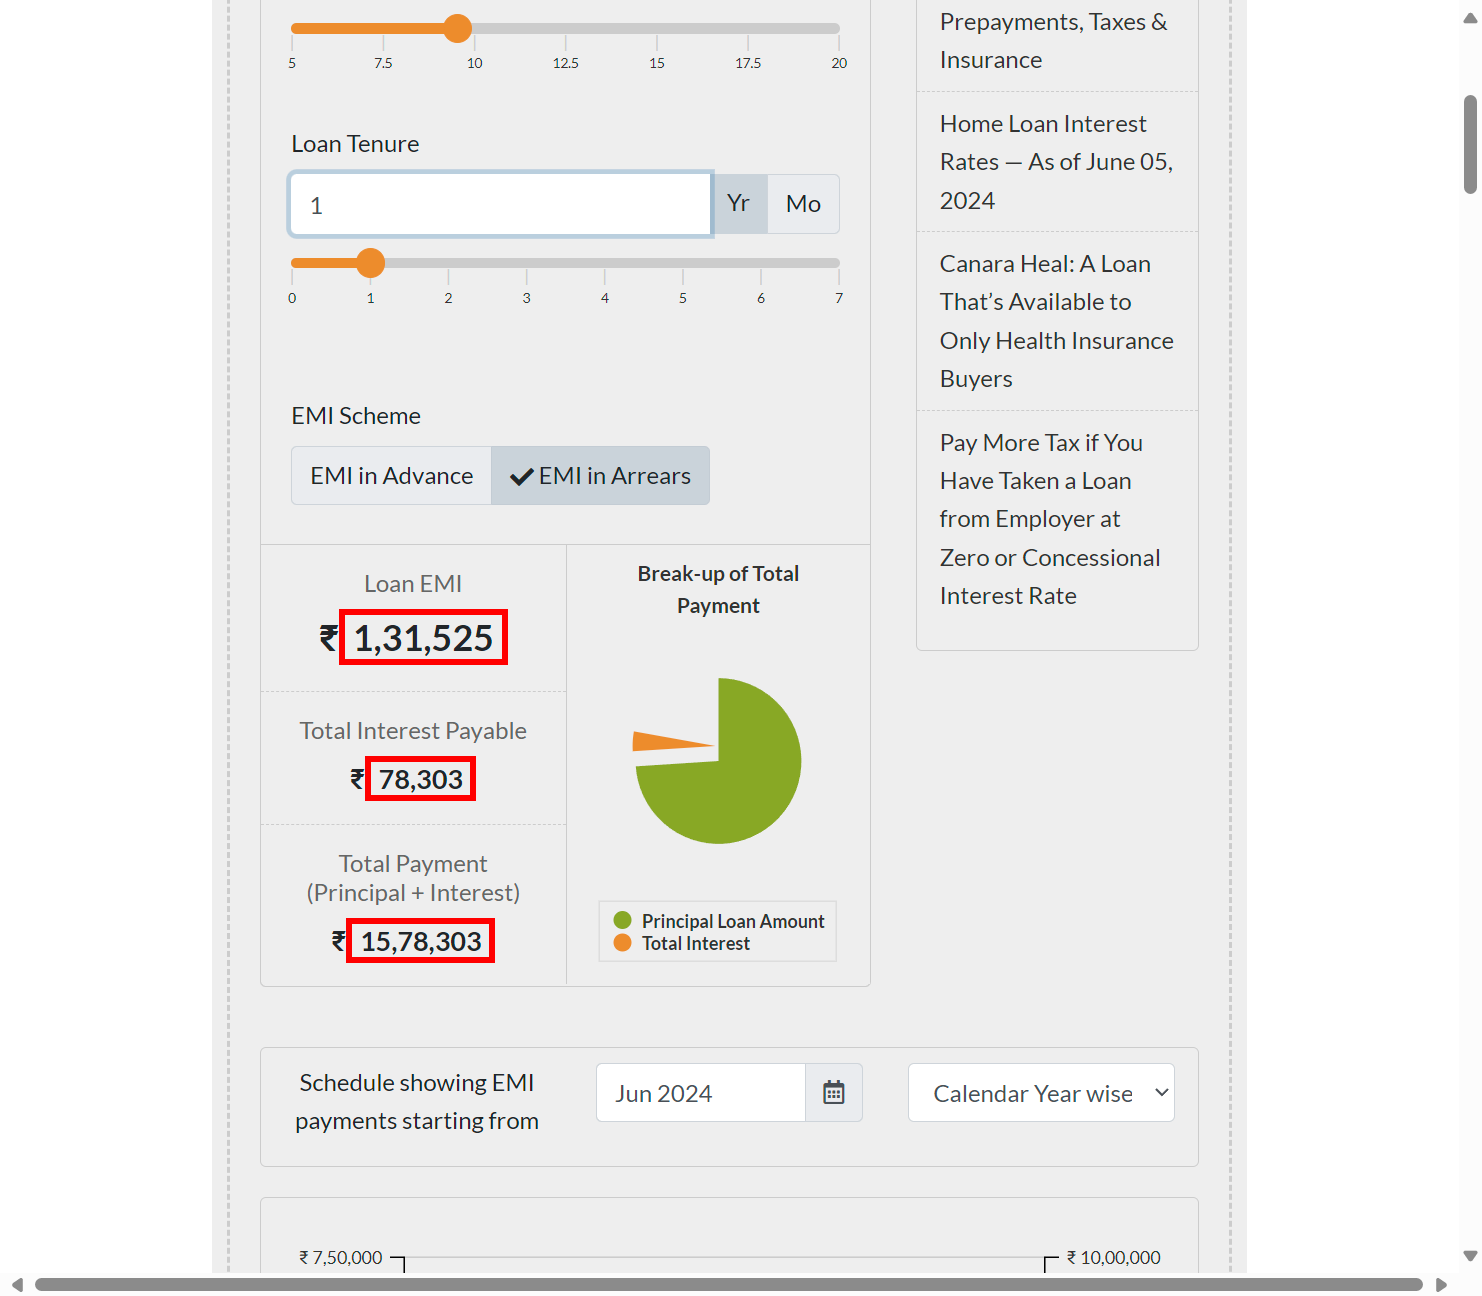 5 7.5 10 12.5 15 17.5 20
Loan Tenure
1 Yr Mo
0 1 2 3 4 5 6 7
EMI Scheme
EMI in Advance EMI in Arrears
Loan EMI
₹ 1,31,525
Total Interest Payable
₹ 78,303
Total Payment
(Principal + Interest)
₹ 15,78,303
Break-up of Total
Payment
Principal Loan Amount
Total Interest
Schedule showing EMI
payments starting from
Jun 2024
Calendar Year wise
₹ 7,50,000 ₹ 10,00,000
Prepayments, Taxes &
Insurance
Home Loan Interest
Rates — As of June 05,
2024
Canara Heal: A Loan
That’s Available to
Only Health Insurance
Buyers
Pay More Tax if You
Have Taken a Loan
from Employer at
Zero or Concessional
Interest Rate